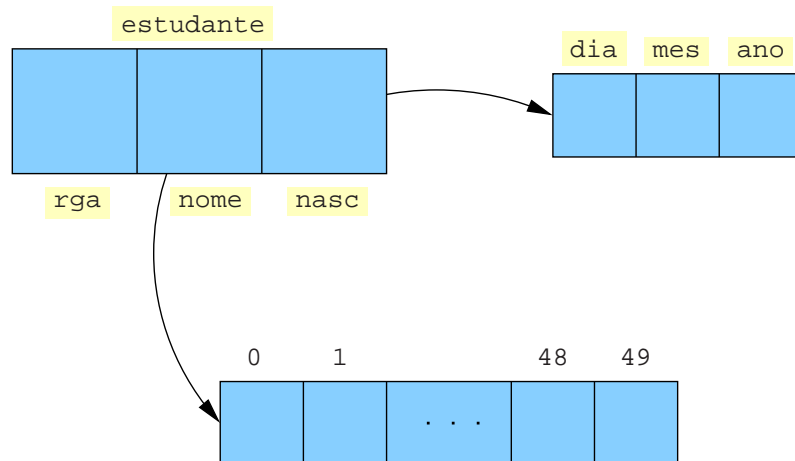 estudante
dia mes ano
rga nome nasc
0 1 48 49
. . .